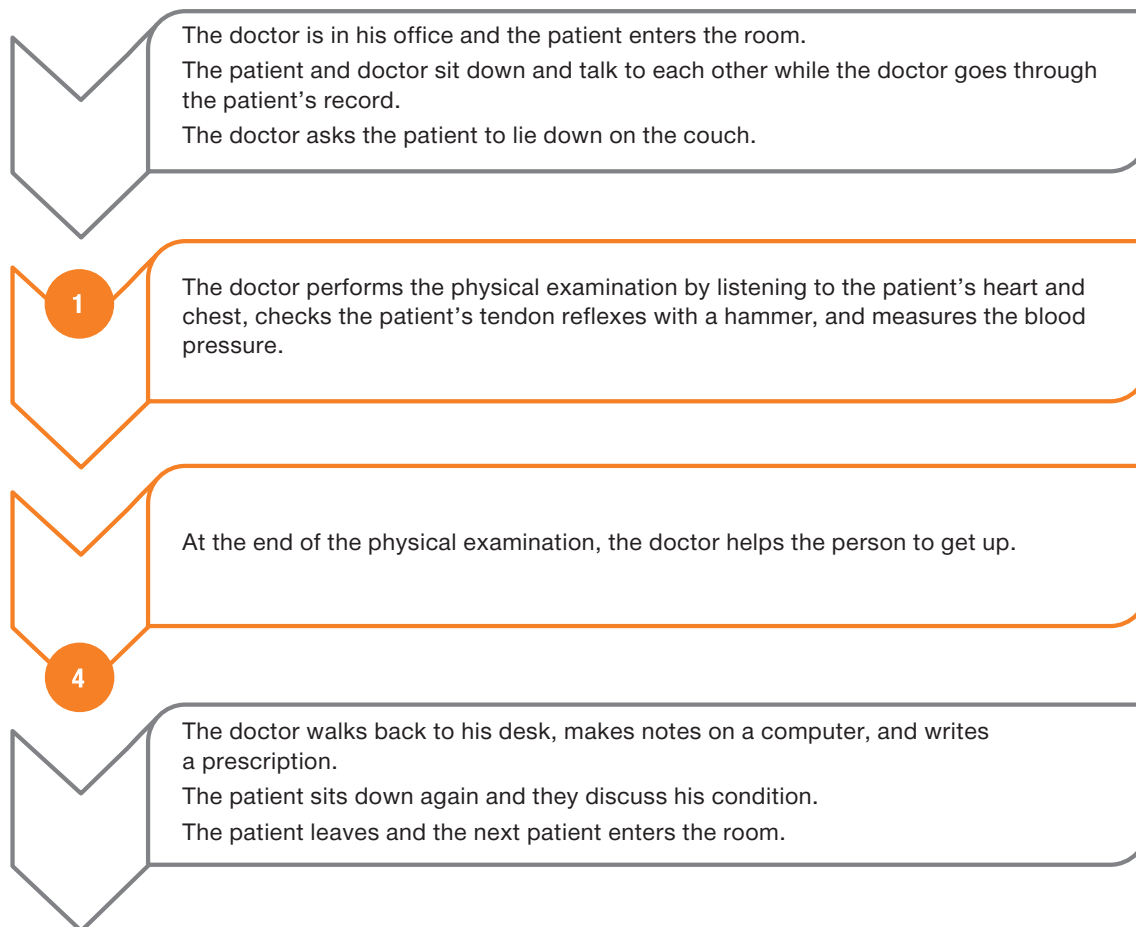 The doctor is in his office and the patient enters the room.
The patient and doctor sit down and talk to each other while the doctor goes through
the patient’s record.
The doctor asks the patient to lie down on the couch.
1
The doctor performs the physical examination by listening to the patient’s heart and
chest, checks the patient’s tendon reflexes with a hammer, and measures the blood
pressure.
At the end of the physical examination, the doctor helps the person to get up.
4
The doctor walks back to his desk, makes notes on a computer, and writes
a prescription.
The patient sits down again and they discuss his condition.
The patient leaves and the next patient enters the room.